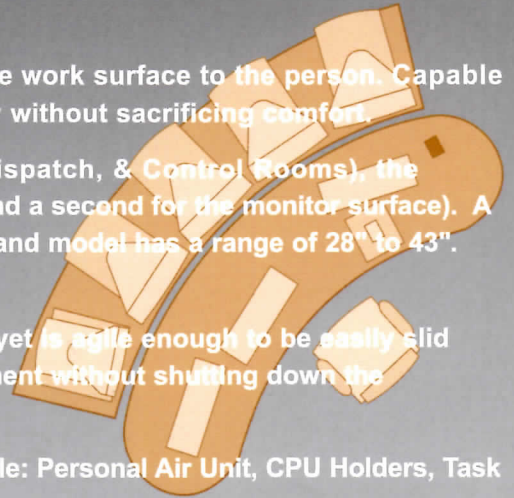 e work surface to the person. Capable
without sacrificing comfort.
ispatch, & Control Rooms), the
nd a second for the monitor surface). A
and model has a range of 28" to 43".
yet is agile enough to be easily slid
ment without shutting down the
le: Personal Air Unit, CPU Holders, Task